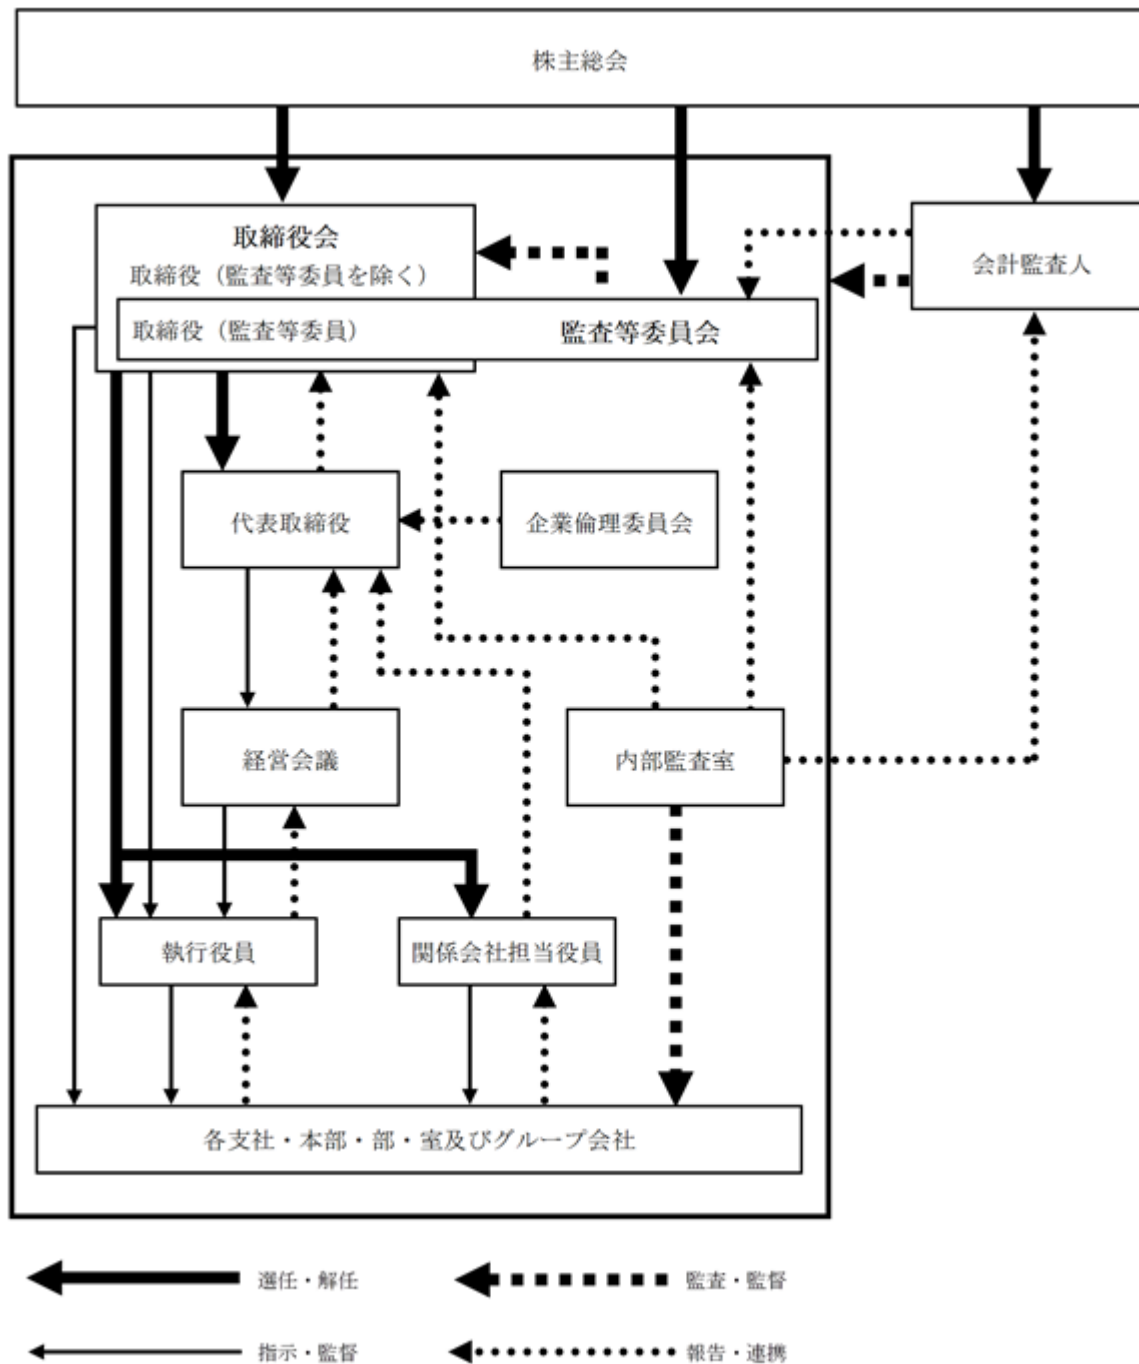 株主総会
取締役会
取締役（監査等委員を除く）
会計監査人
取締役（監査等委員）
監査等委員会
代表取締役
企業倫理委員会
経営会議
内部監査室
執行役員
関係会社担当役員
各支社・本部・部・室及びグループ会社
選任・解任
監査・監督
指示・監督
報告・連携